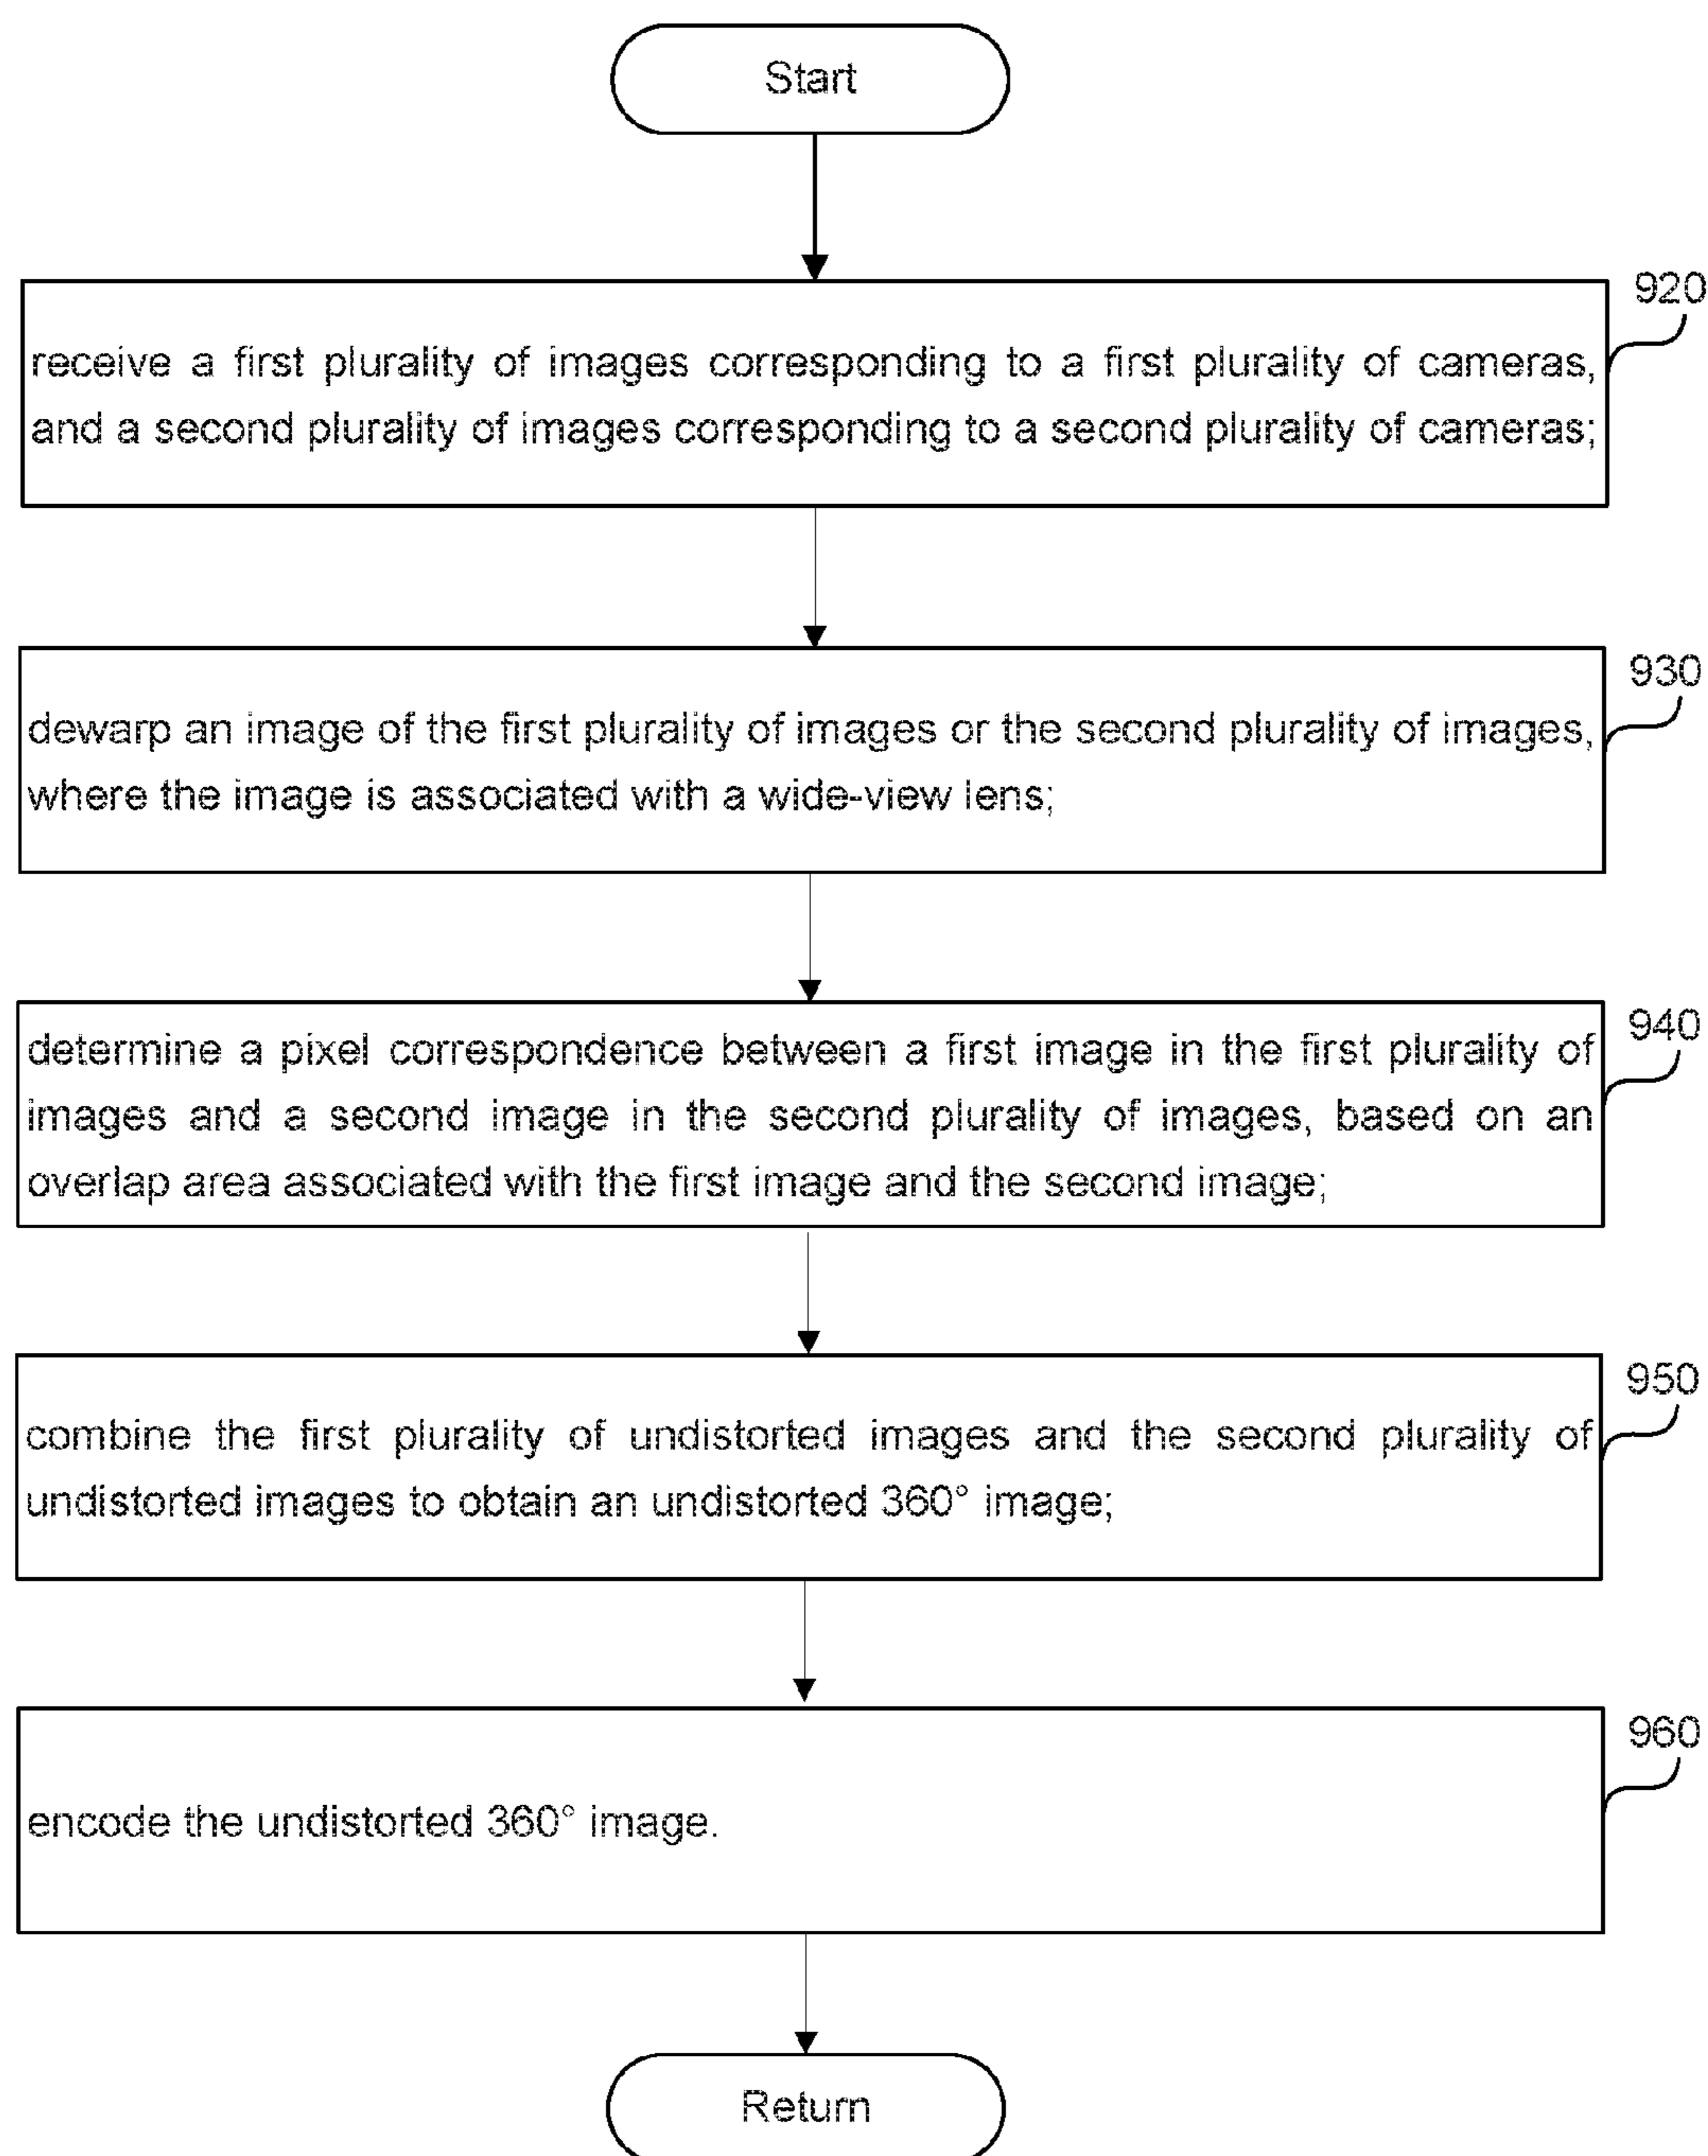 Start
920
receive a first plurality of images corresponding to a first plurality of cameras,
and a second plurality of images corresponding to a second plurality of cameras;
930
dewarp an image of the first plurality of images or the second plurality of images,
where the image is associated with a wide-view lens;
940
determine a pixel correspondence between a first image in the first plurality of
images and a second image in the second plurality of images, based on an
overlap area associated with the first image and the second image;
950
combine the first plurality of undistorted images and the second plurality of
undistorted images to obtain an undistorted 360° image;
960
encode the undistorted 360° image.
Return